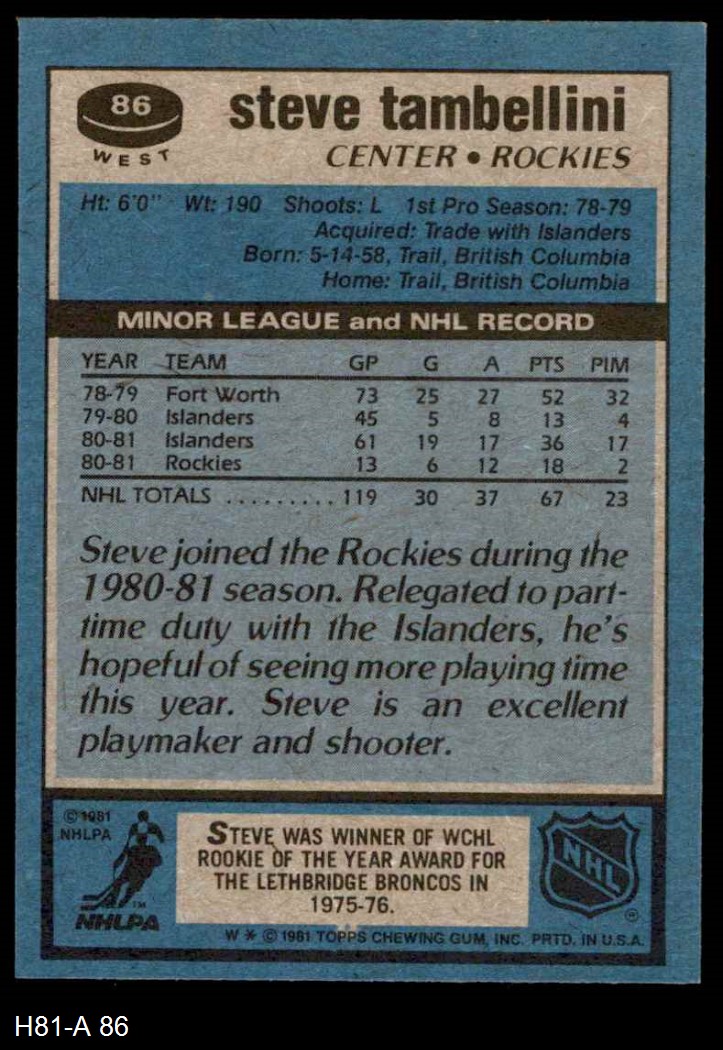 86
WEST
steve tambellini
CENTER • ROCKIES
Ht: 6'0" Wt: 190 Shoots: L 1st Pro Season: 78-79
Acquired: Trade with Islanders
Born: 5-14-58, Trail, British Columbia
Home: Trail, British Columbia
MINOR LEAGUE and NHL RECORD
YEAR TEAM GP G A PTS PIM
78-79 Fort Worth 73 25 27 52 32
79-80 Islanders 45 5 8 13 4
80-81 Islanders 61 19 17 36 17
80-81 Rockies 13 6 12 18 2
NHL TOTALS ......... 119 30 37 67 23
Steve joined the Rockies during the
1980-81 season. Relegated to part-
time duty with the Islanders, he's
hopeful of seeing more playing time
this year. Steve is an excellent
playmaker and shooter.
© 1981
NHLPA
TM
NHLPA
STEVE WAS WINNER OF WCHL
ROOKIE OF THE YEAR AWARD FOR
THE LETHBRIDGE BRONCOS IN
1975-76.
NHL
®
W * © 1981 TOPPS CHEWING GUM, INC. PRTD. IN U.S.A.
H81-A 86